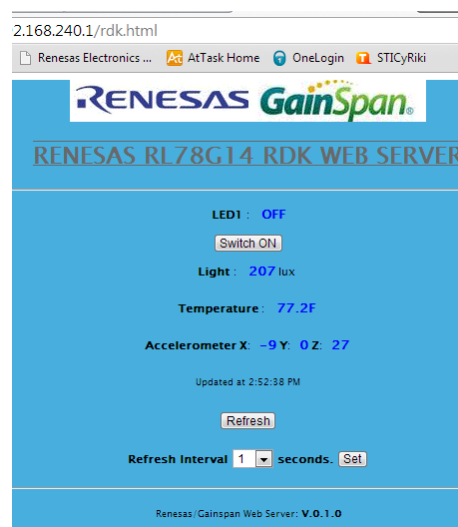 2.168.240.1/rdk.html
Renesas Electronics ... At AtTask Home OneLogin STICyRiki
RENESAS GainSpan®
RENESAS RL78G14 RDK WEB SERVER
LED1 : OFF
Switch ON
Light : 207 lux
Temperature : 77.2F
Accelerometer X: -9 Y: 0 Z: 27
Updated at 2:52:38 PM
Refresh
Refresh Interval 1 seconds. Set
Renesas/Gainspan Web Server: V.0.1.0